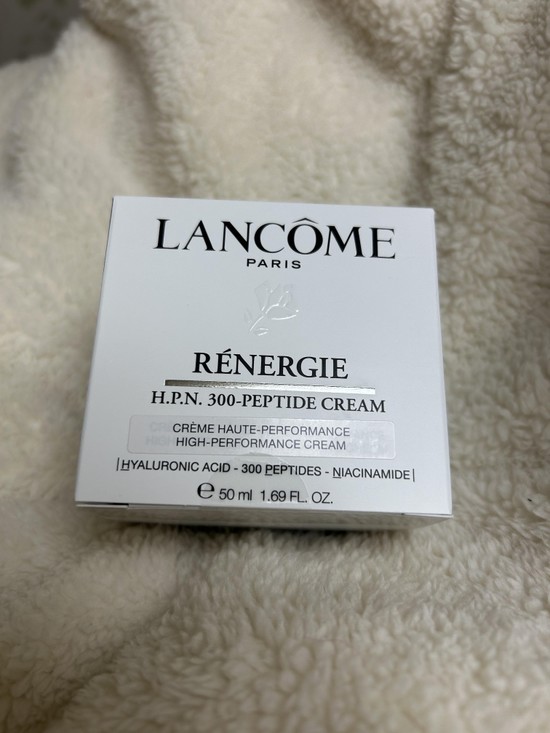 LANCÔME
PARIS
RÉNERGIE
H.P.N. 300-PEPTIDE CREAM
CRÈME HAUTE-PERFORMANCE
HIGH-PERFORMANCE CREAM
|HYALURONIC ACID - 300 PEPTIDES - NIACINAMIDE|
℮ 50 ml 1.69 FL. OZ.